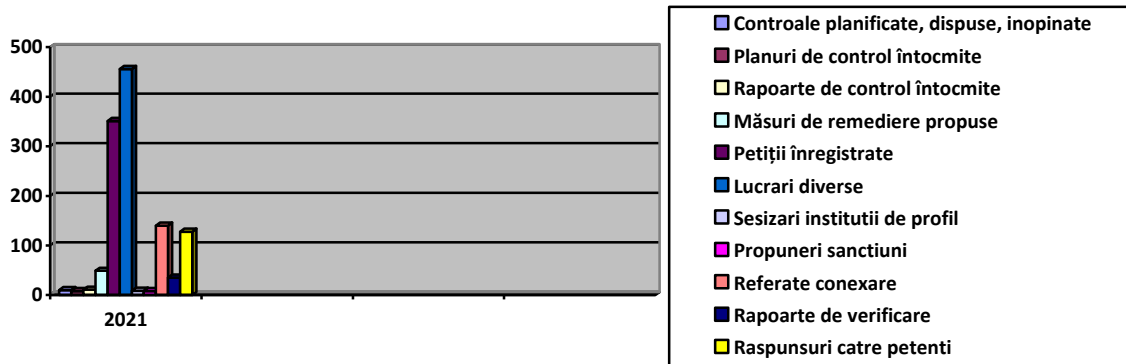 500
400
300
200
100
0
2021
Controale planificate, dispuse, inopinate
Planuri de control întocmite
Rapoarte de control întocmite
Măsuri de remediere propuse
Petiții înregistrate
Lucrari diverse
Sesizari institutii de profil
Propuneri sanctiuni
Referate conexare
Rapoarte de verificare
Raspunsuri catre petenti